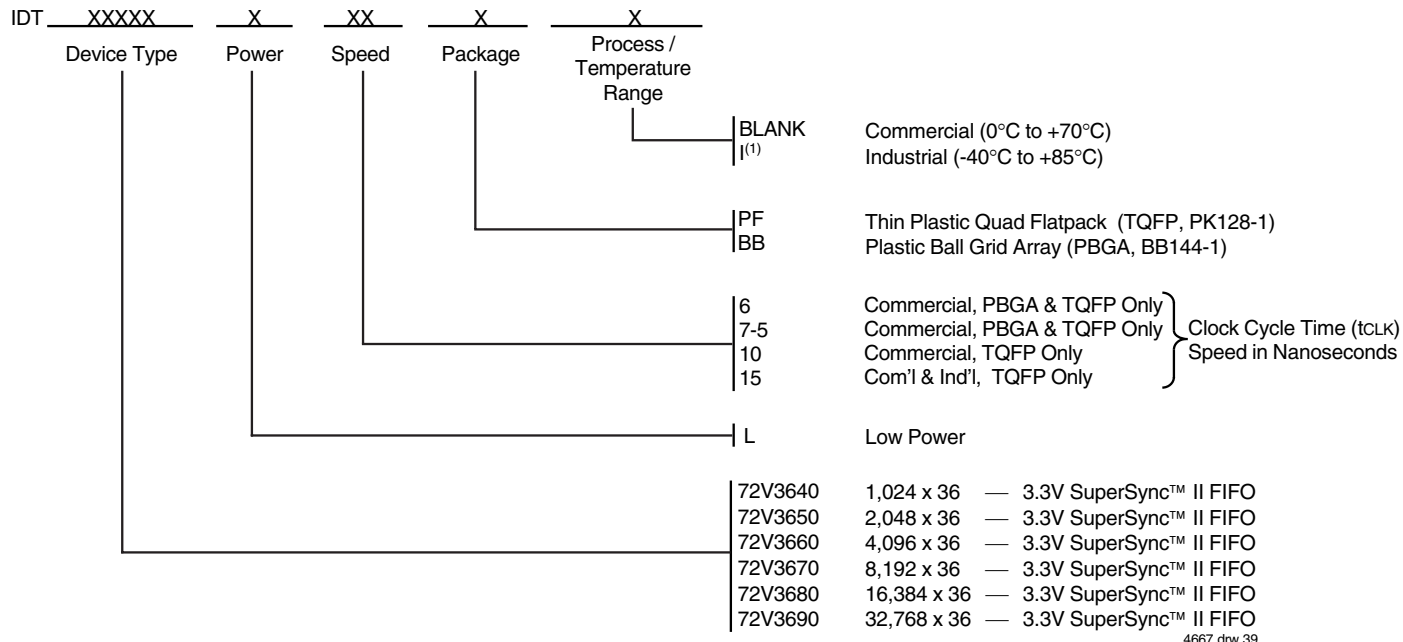 IDT XXXXX X XX X X
Device Type Power Speed Package Process / Temperature Range
BLANK Commercial (0°C to +70°C)
I(1) Industrial (-40°C to +85°C)
PF Thin Plastic Quad Flatpack (TQFP, PK128-1)
BB Plastic Ball Grid Array (PBGA, BB144-1)
6 Commercial, PBGA & TQFP Only
7-5 Commercial, PBGA & TQFP Only
10 Commercial, TQFP Only
15 Com'l & Ind'l, TQFP Only
Clock Cycle Time (tCLK)
Speed in Nanoseconds
L Low Power
72V3640 1,024 x 36 — 3.3V SuperSync™ II FIFO
72V3650 2,048 x 36 — 3.3V SuperSync™ II FIFO
72V3660 4,096 x 36 — 3.3V SuperSync™ II FIFO
72V3670 8,192 x 36 — 3.3V SuperSync™ II FIFO
72V3680 16,384 x 36 — 3.3V SuperSync™ II FIFO
72V3690 32,768 x 36 — 3.3V SuperSync™ II FIFO
4667 drw 39